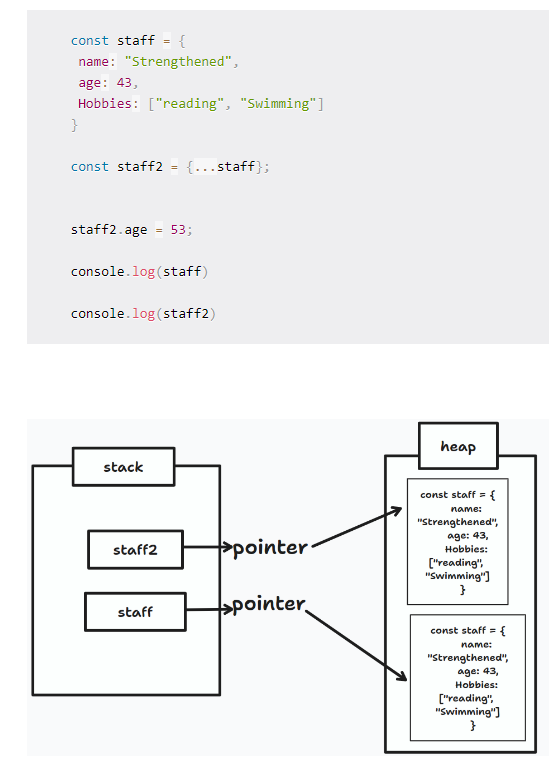 const staff = {
name: "Strengthened",
age: 43,
Hobbies: ["reading", "Swimming"]
}
const staff2 = {...staff};
staff2.age = 53;
console.log(staff)
console.log(staff2)
stack
heap
staff2
pointer
staff
pointer
const staff = {
name:
"Strengthened",
age: 43,
Hobbies:
["reading",
"Swimming"]
}
const staff = {
name:
"Strengthened",
age: 43,
Hobbies:
["reading",
"Swimming"]
}